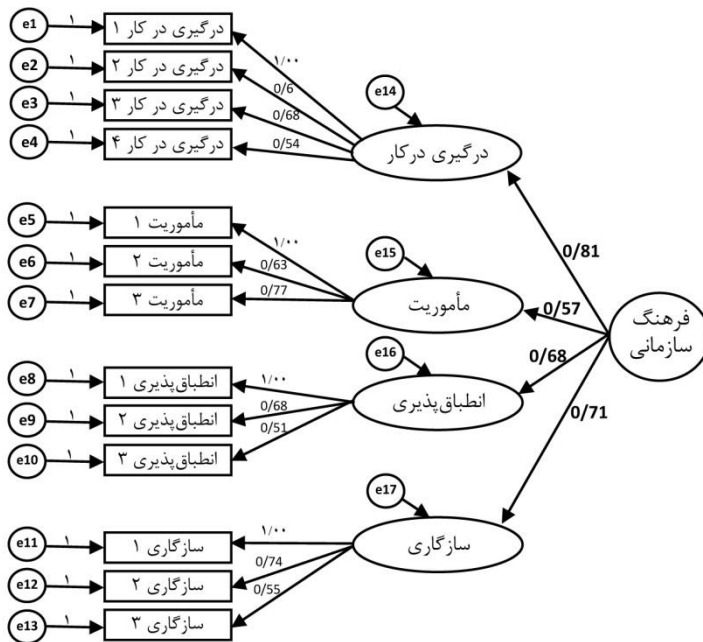 e1
۱
درگیری در کار ۱
e2
۱
درگیری در کار ۲
e3
۱
درگیری در کار ۳
e4
۱
درگیری در کار ۴
۱/۰۰
0/6
0/68
0/54
e14
درگیری درکار
e5
۱
مأموریت ۱
e6
۱
مأموریت ۲
e7
۱
مأموریت ۳
۱/۰۰
0/63
0/77
e15
مأموریت
e8
۱
انطباق‌پذیری ۱
e9
۱
انطباق‌پذیری ۲
e10
۱
انطباق‌پذیری ۳
۱/۰۰
0/68
0/51
e16
انطباق‌پذیری
e11
۱
سازگاری ۱
e12
۱
سازگاری ۲
e13
۱
سازگاری ۳
۱/۰۰
0/74
0/55
e17
سازگاری
0/81
0/57
0/68
0/71
فرهنگ
سازمانی